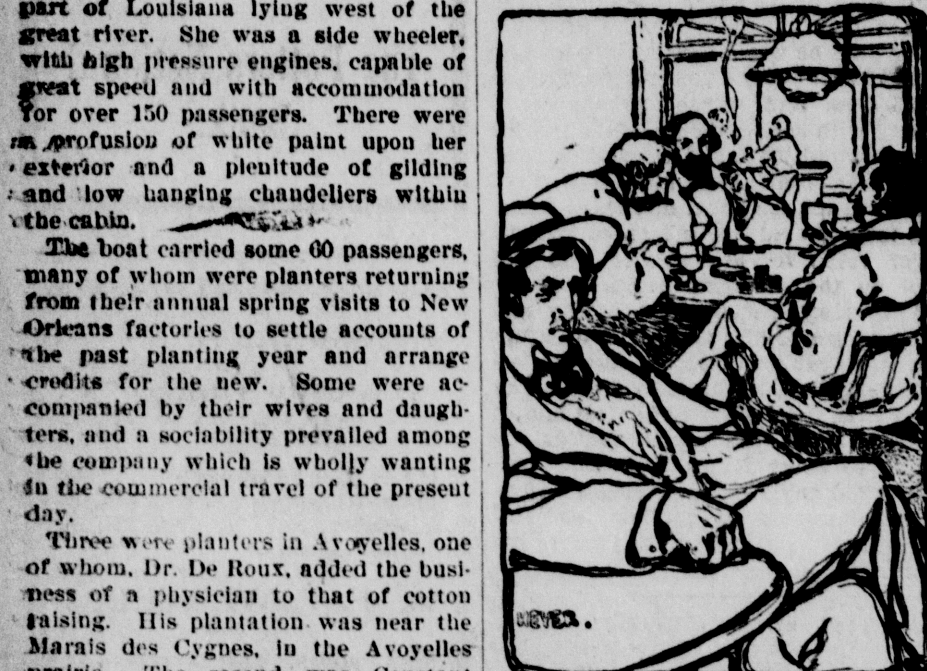 part of Louisiana lying west of the
great river. She was a side wheeler,
with high pressure engines, capable of
great speed and with accommodation
for over 150 passengers. There were
a profusion of white paint upon her
exterior and a plenitude of gilding
and low hanging chandeliers within
the cabin.
The boat carried some 60 passengers,
many of whom were planters returning
from their annual spring visits to New
Orleans factories to settle accounts of
the past planting year and arrange
credits for the new. Some were ac-
companied by their wives and daugh-
ters, and a sociability prevailed among
the company which is wholly wanting
in the commercial travel of the present
day.
Three were planters in Avoyelles, one
of whom, Dr. De Roux, added the busi-
ness of a physician to that of cotton
raising. His plantation was near the
Marais des Cygnes, in the Avoyelles
MEYER.